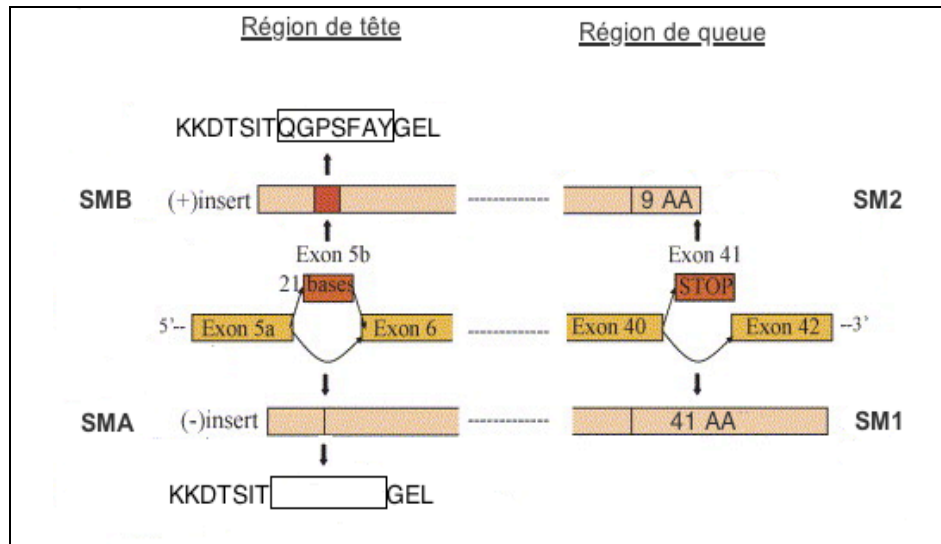 Région de tête Région de queue
KKDTSITQGPSFAYGEL
SMB (+)insert 9 AA SM2
Exon 5b Exon 41
21 bases STOP
5'-- Exon 5a Exon 6 Exon 40 Exon 42 --3'
SMA (-)insert 41 AA SM1
KKDTSIT GEL